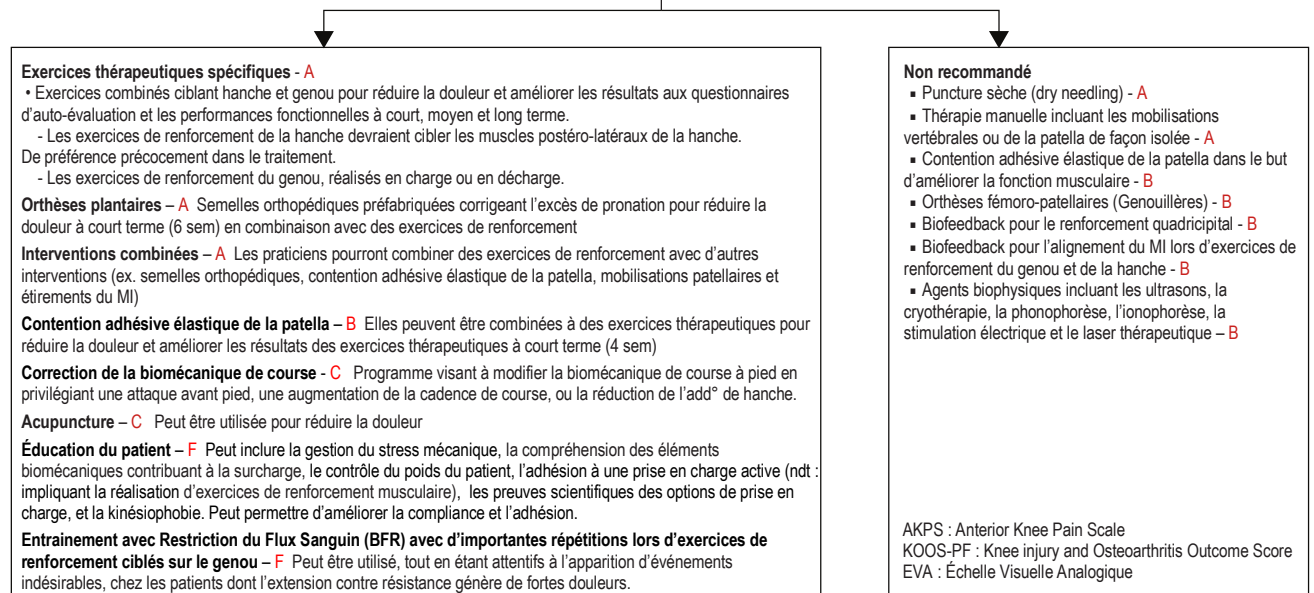 Exercices thérapeutiques spécifiques - A
• Exercices combinés ciblant hanche et genou pour réduire la douleur et améliorer les résultats aux questionnaires
d'auto-évaluation et les performances fonctionnelles à court, moyen et long terme.
- Les exercices de renforcement de la hanche devraient cibler les muscles postéro-latéraux de la hanche.
De préférence précocement dans le traitement.
- Les exercices de renforcement du genou, réalisés en charge ou en décharge.
Orthèses plantaires – A Semelles orthopédiques préfabriquées corrigeant l'excès de pronation pour réduire la
douleur à court terme (6 sem) en combinaison avec des exercices de renforcement
Interventions combinées – A Les praticiens pourront combiner des exercices de renforcement avec d'autres
interventions (ex. semelles orthopédiques, contention adhésive élastique de la patella, mobilisations patellaires et
étirements du MI)
Contention adhésive élastique de la patella – B Elles peuvent être combinées à des exercices thérapeutiques pour
réduire la douleur et améliorer les résultats des exercices thérapeutiques à court terme (4 sem)
Correction de la biomécanique de course - C Programme visant à modifier la biomécanique de course à pied en
privilégiant une attaque avant pied, une augmentation de la cadence de course, ou la réduction de l'add° de hanche.
Acupuncture – C Peut être utilisée pour réduire la douleur
Éducation du patient – F Peut inclure la gestion du stress mécanique, la compréhension des éléments
biomécaniques contribuant à la surcharge, le contrôle du poids du patient, l'adhésion à une prise en charge active (ndt :
impliquant la réalisation d'exercices de renforcement musculaire), les preuves scientifiques des options de prise en
charge, et la kinésiophobie. Peut permettre d'améliorer la compliance et l'adhésion.
Entrainement avec Restriction du Flux Sanguin (BFR) avec d'importantes répétitions lors d'exercices de
renforcement ciblés sur le genou – F Peut être utilisé, tout en étant attentifs à l'apparition d'événements
indésirables, chez les patients dont l'extension contre résistance génère de fortes douleurs.
Non recommandé
▪ Puncture sèche (dry needling) - A
▪ Thérapie manuelle incluant les mobilisations
vertébrales ou de la patella de façon isolée - A
▪ Contention adhésive élastique de la patella dans le but
d'améliorer la fonction musculaire - B
▪ Orthèses fémoro-patellaires (Genouillères) - B
▪ Biofeedback pour le renforcement quadricipital - B
▪ Biofeedback pour l'alignement du MI lors d'exercices de
renforcement du genou et de la hanche - B
▪ Agents biophysiques incluant les ultrasons, la
cryothérapie, la phonophorèse, l'ionophorèse, la
stimulation électrique et le laser thérapeutique – B
AKPS : Anterior Knee Pain Scale
KOOS-PF : Knee injury and Osteoarthritis Outcome Score
EVA : Échelle Visuelle Analogique